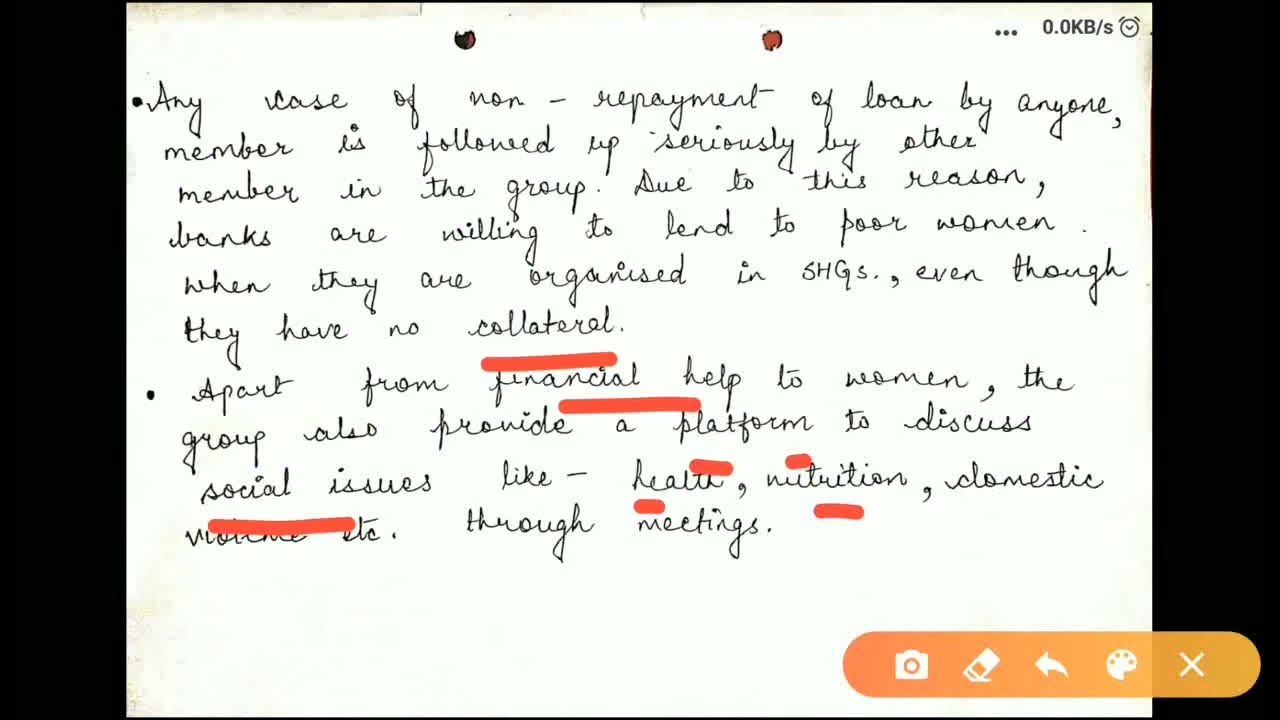 ... 0.0KB/s
• Any case of non - repayment of loan by anyone,
member is followed up seriously by other
member in the group. Due to this reason,
banks are willing to lend to poor women.
when they are organised in SHGs., even though
they have no collateral.
• Apart from financial help to women, the
group also provide a platform to discuss
social issues like - health, nutrition, domestic
etc. through meetings.